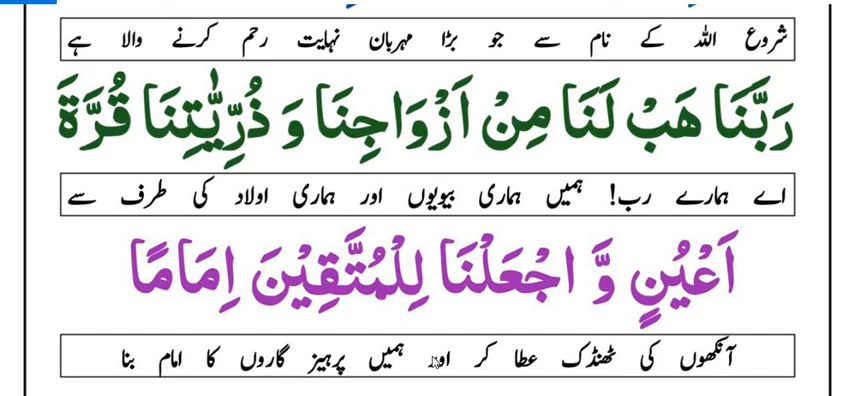 شروع اللہ کے نام سے جو بڑا مہربان نہایت رحم کرنے والا ہے
رَبَّنَا هَبْ لَنَا مِنْ اَزْوَاجِنَا وَ ذُرِّیّٰتِنَا قُرَّۃَ
اے ہمارے رب! ہمیں ہماری بیویوں اور ہماری اولاد کی طرف سے
اَعْیُنٍ وَّ اجْعَلْنَا لِلْمُتَّقِیْنَ اِمَامًا
آنکھوں کی ٹھنڈک عطا کر اور ہمیں پرہیز گاروں کا امام بنا